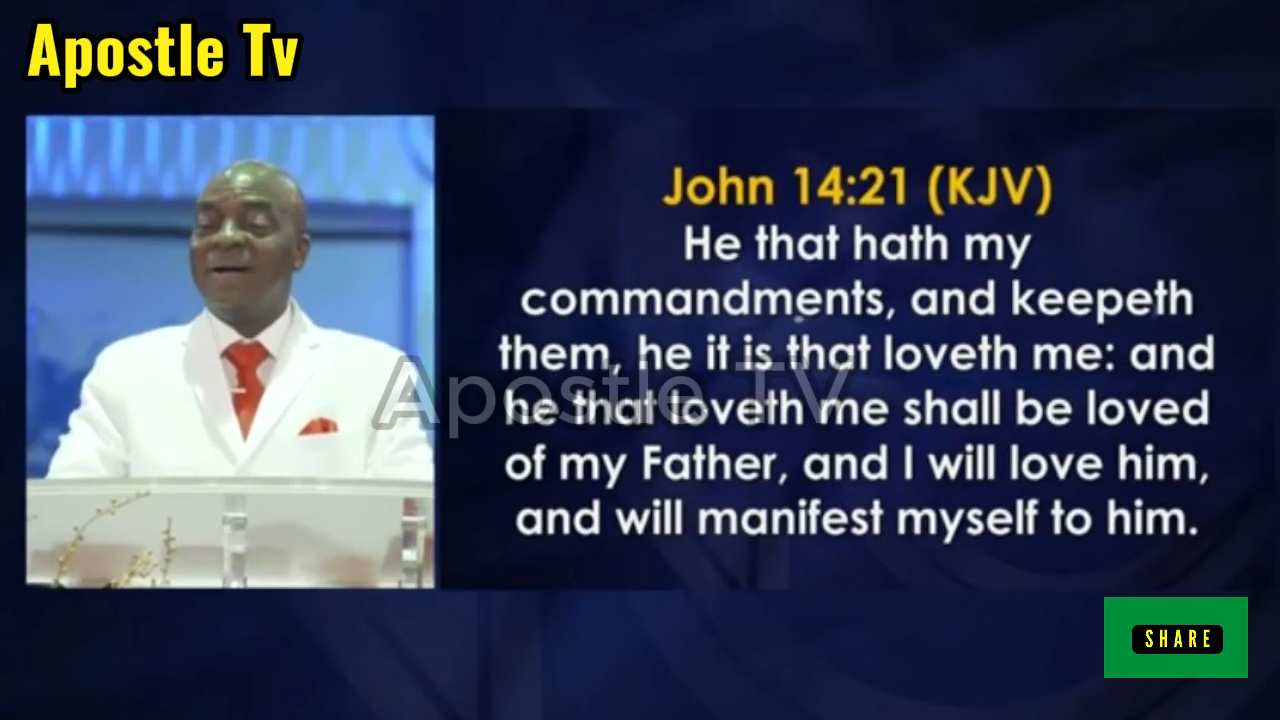 Apostle Tv
John 14:21 (KJV)
He that hath my
commandments, and keepeth
them, he it is that loveth me: and
he that loveth me shall be loved
of my Father, and I will love him,
and will manifest myself to him.
Apostle TV
SHARE